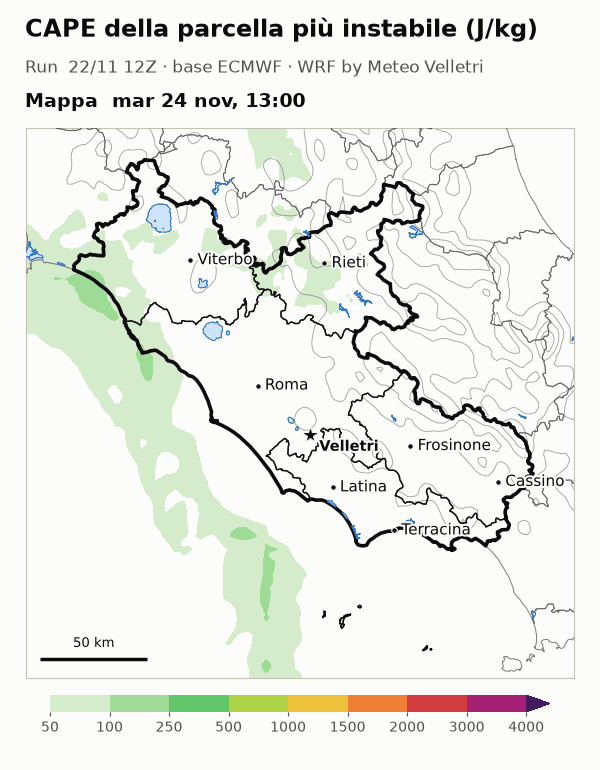 CAPE della parcella più instabile (J/kg)
Run 22/11 12Z · base ECMWF · WRF by Meteo Velletri
Mappa mar 24 nov, 13:00
Viterbo
Rieti
Roma
Velletri
Frosinone
Cassino
Latina
Terracina
50 km
50 100 250 500 1000 1500 2000 3000 4000